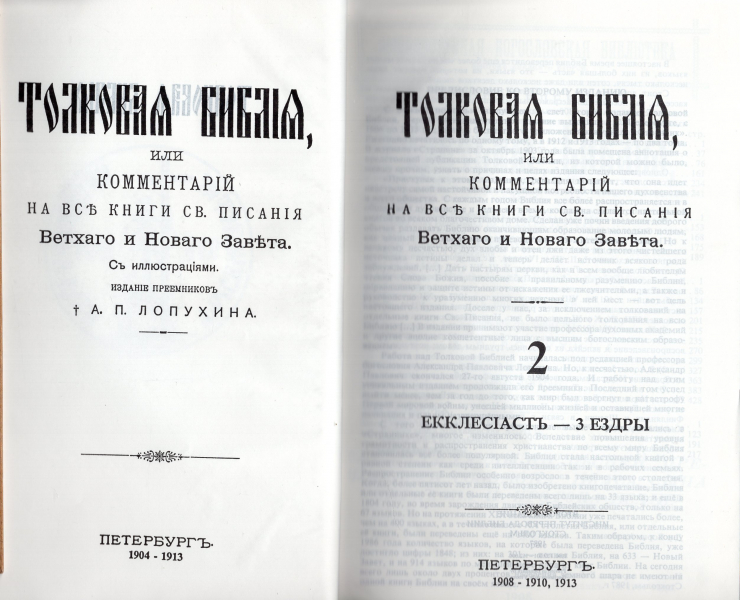 ТОЛКОВАЯ БИБЛІЯ,
ИЛИ
КОММЕНТАРІЙ
НА ВСѢ КНИГИ СВ. ПИСАНІЯ
Ветхаго и Новаго Завѣта.
Съ иллюстраціями.
ИЗДАНІЕ ПРЕЕМНИКОВЪ
† А. П. ЛОПУХИНА.
ПЕТЕРБУРГЪ.
1904 - 1913
ТОЛКОВАЯ БИБЛІЯ,
ИЛИ
КОММЕНТАРІЙ
НА ВСѢ КНИГИ СВ. ПИСАНІЯ
Ветхаго и Новаго Завѣта.
2
ЕККЛЕСІАСТЪ — 3 ЕЗДРЫ
ПЕТЕРБУРГЪ.
1908 - 1910, 1913